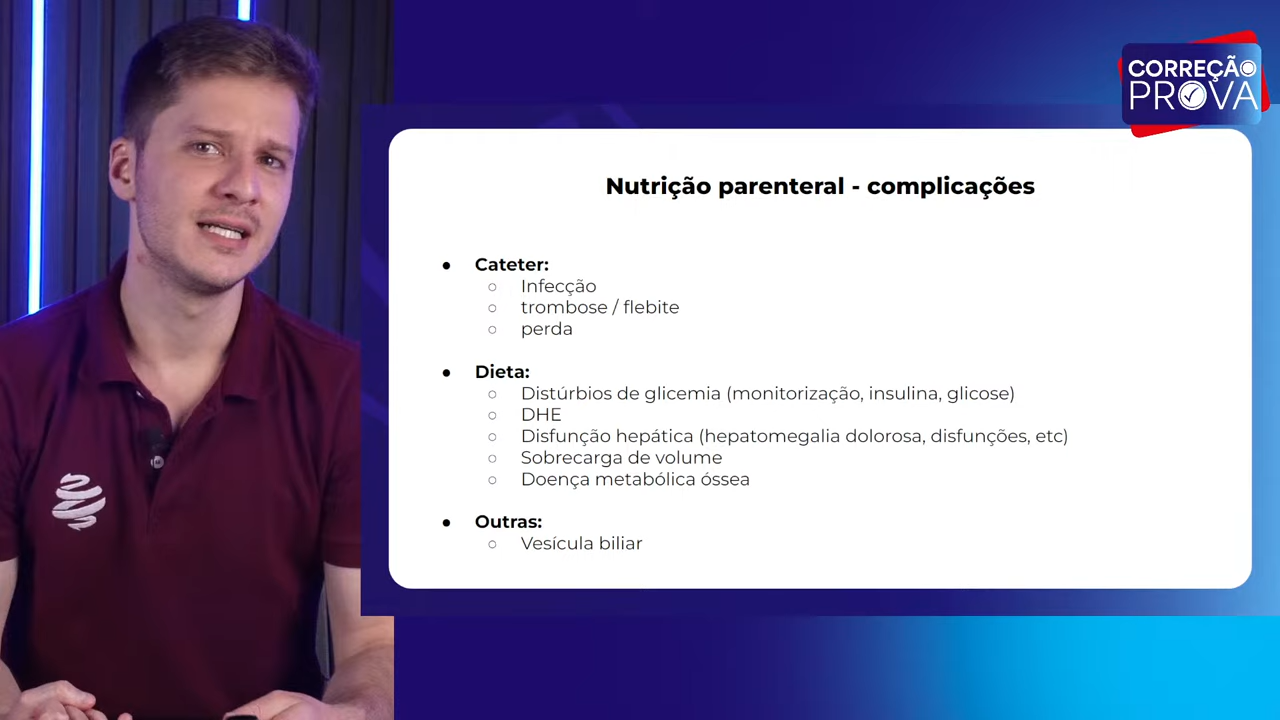 CORREÇÃO
PROVA
Nutrição parenteral - complicações
● Cateter:
○ Infecção
○ trombose / flebite
○ perda
● Dieta:
○ Distúrbios de glicemia (monitorização, insulina, glicose)
○ DHE
○ Disfunção hepática (hepatomegalia dolorosa, disfunções, etc)
○ Sobrecarga de volume
○ Doença metabólica óssea
● Outras:
○ Vesícula biliar